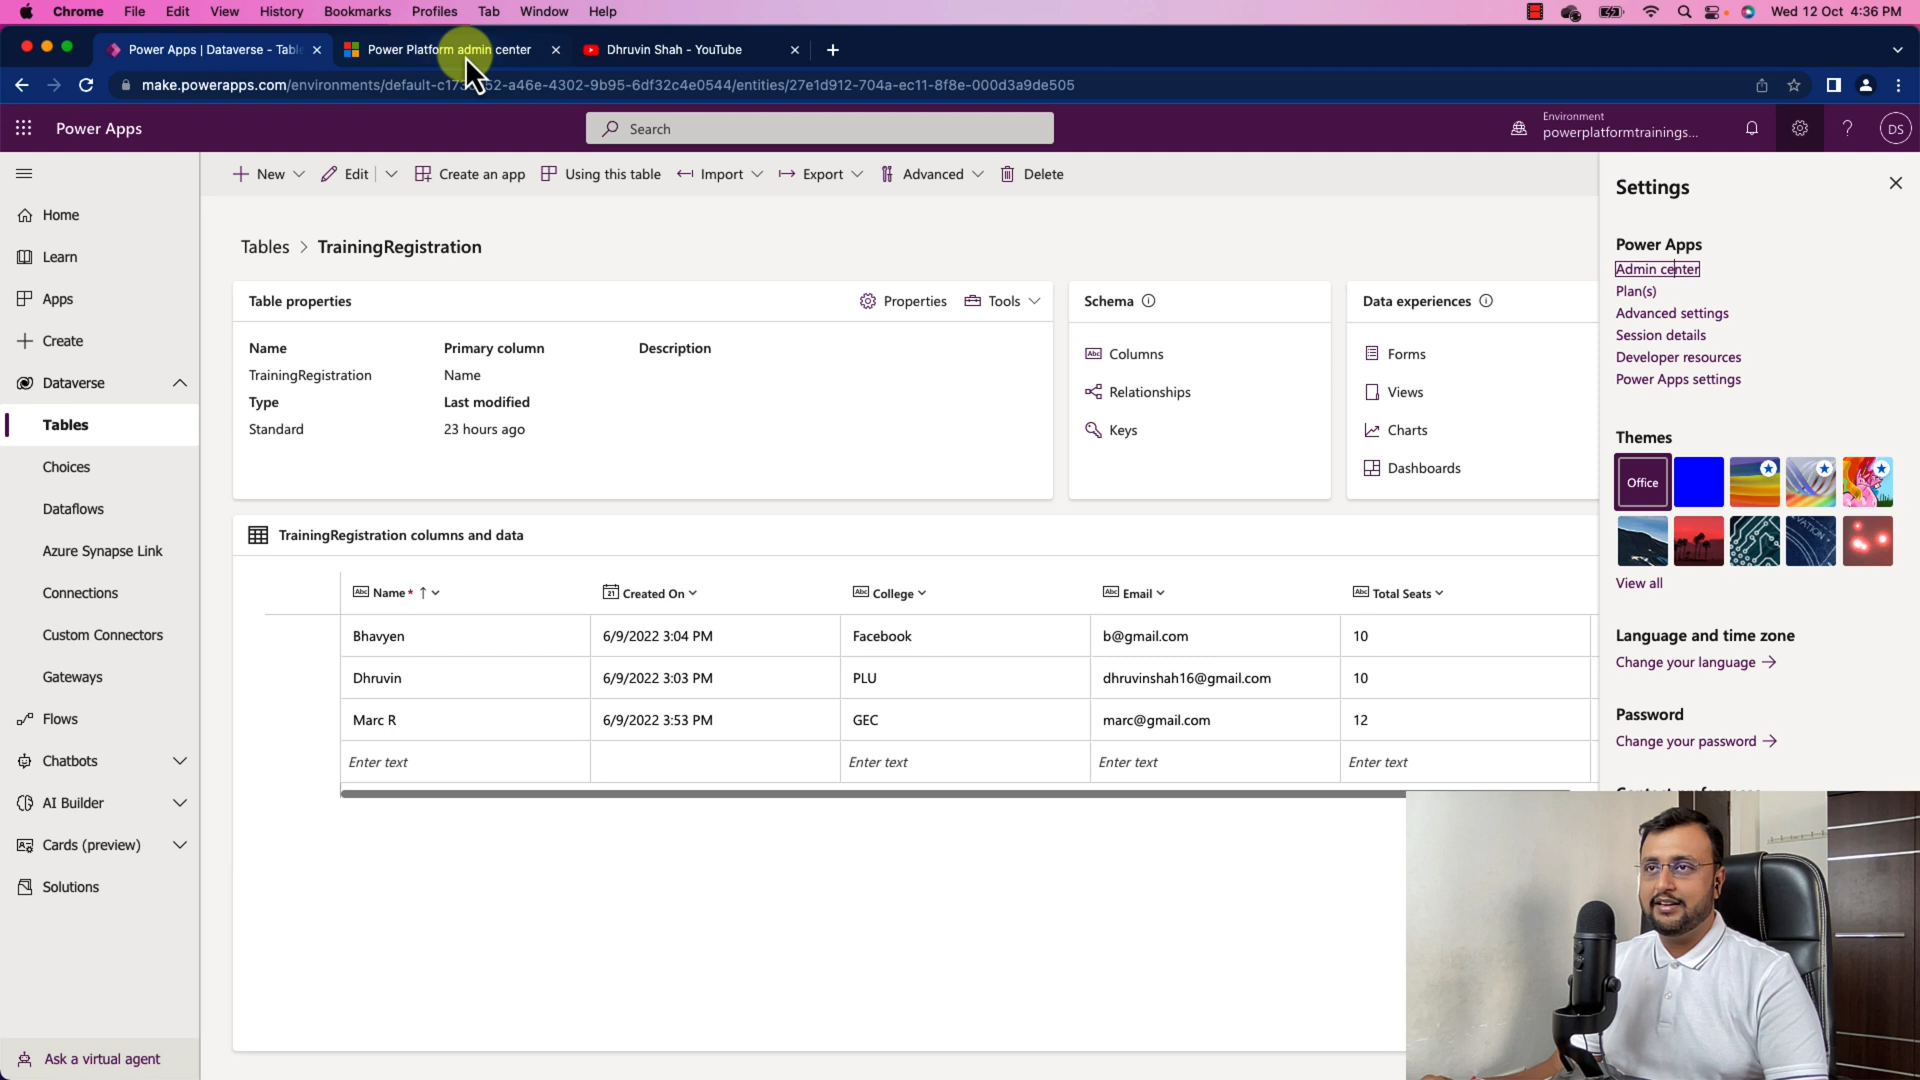 Chrome File Edit View History Bookmarks Profiles Tab Window Help Wed 12 Oct 4:36 PM
Power Apps | Dataverse - Table Power Platform admin center Dhruvin Shah - YouTube
make.powerapps.com/environments/ /entities/27e1d912-704a-ec11-8f8e-000d3a9de505
Power Apps Search Environment
powerplatformtrainings... DS
New Edit Create an app Using this table Import Export Advanced Delete
Home
Learn
Apps
Create
Dataverse
Tables
Choices
Dataflows
Azure Synapse Link
Connections
Custom Connectors
Gateways
Flows
Chatbots
AI Builder
Cards (preview)
Solutions
Ask a virtual agent
Tables > TrainingRegistration
Table properties Properties Tools
Name Primary column Description
TrainingRegistration Name
Type Last modified
Standard 23 hours ago
Schema
Columns
Relationships
Keys
Data experiences
Forms
Views
Charts
Dashboards
TrainingRegistration columns and data
Name * Created On College Email Total Seats
Bhavyen 6/9/2022 3:04 PM Facebook b@gmail.com 10
Dhruvin 6/9/2022 3:03 PM PLU dhruvinshah16@gmail.com 10
Marc R 6/9/2022 3:53 PM GEC marc@gmail.com 12
Enter text Enter text Enter text Enter text
Settings
Power Apps
Admin center
Plan(s)
Advanced settings
Session details
Developer resources
Power Apps settings
Themes
Office
View all
Language and time zone
Change your language
Password
Change your password